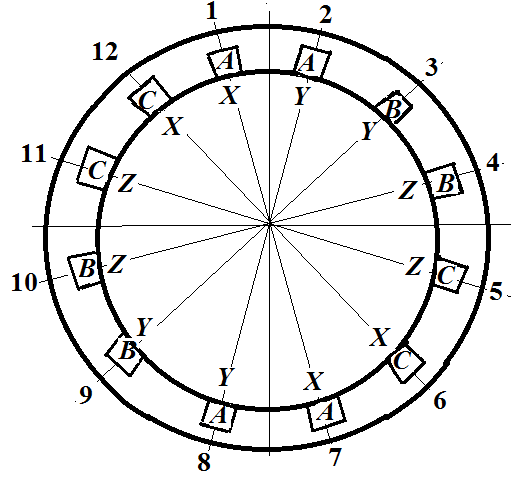 1 2
12 A A 3
C X Y B
X Y
11 C Z Z B 4
10 B Z Z C 5
Y X
9 B Y X C 6
A A
8 7